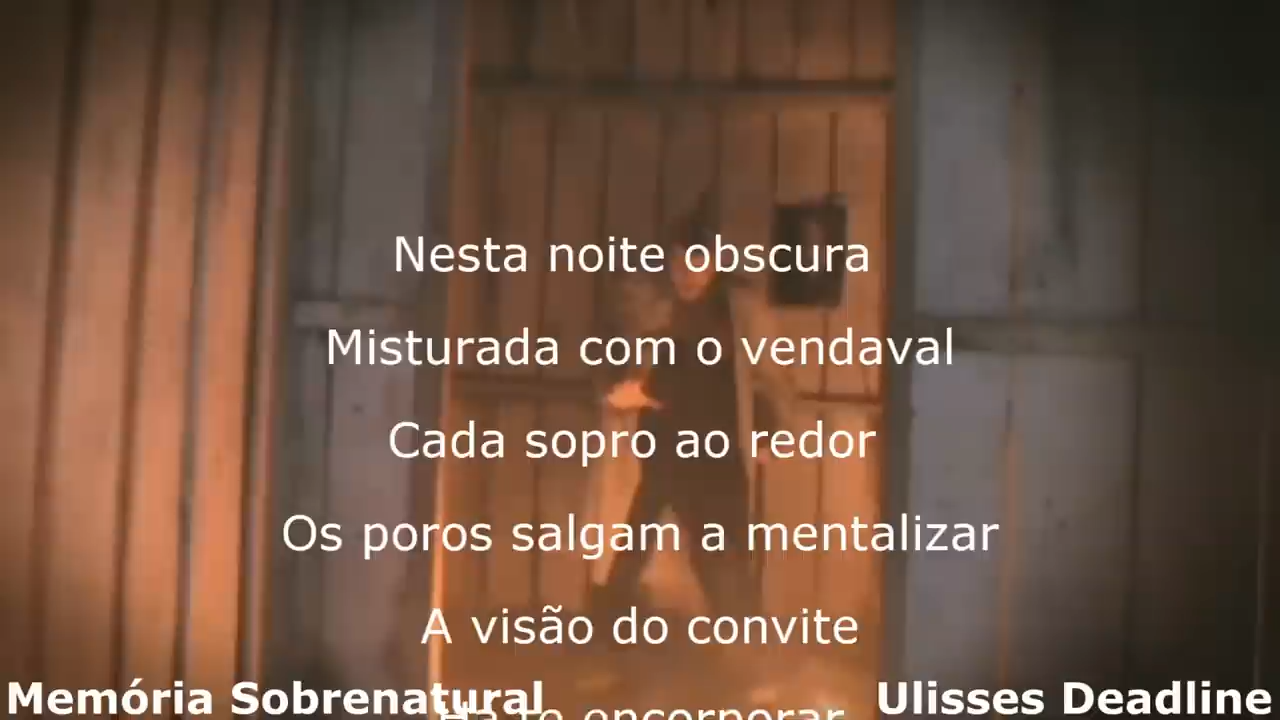 Nesta noite obscura
Misturada com o vendaval
Cada sopro ao redor
Os poros salgam a mentalizar
A visão do convite
Memória Sobrenatural
Ulisses Deadline
encorporar